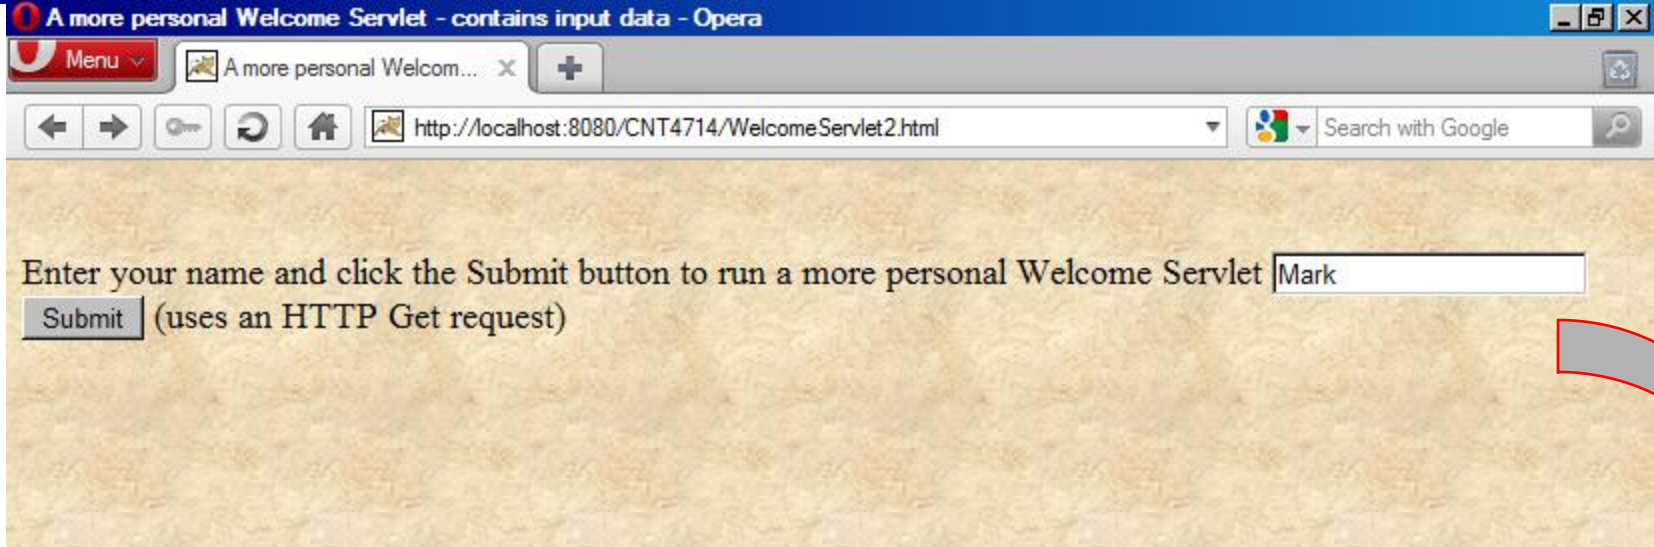 A more personal Welcome Servlet - contains input data - Opera
Menu
A more personal Welcom...
http://localhost:8080/CNT4714/WelcomeServlet2.html
Search with Google
Enter your name and click the Submit button to run a more personal Welcome Servlet Mark
Submit (uses an HTTP Get request)